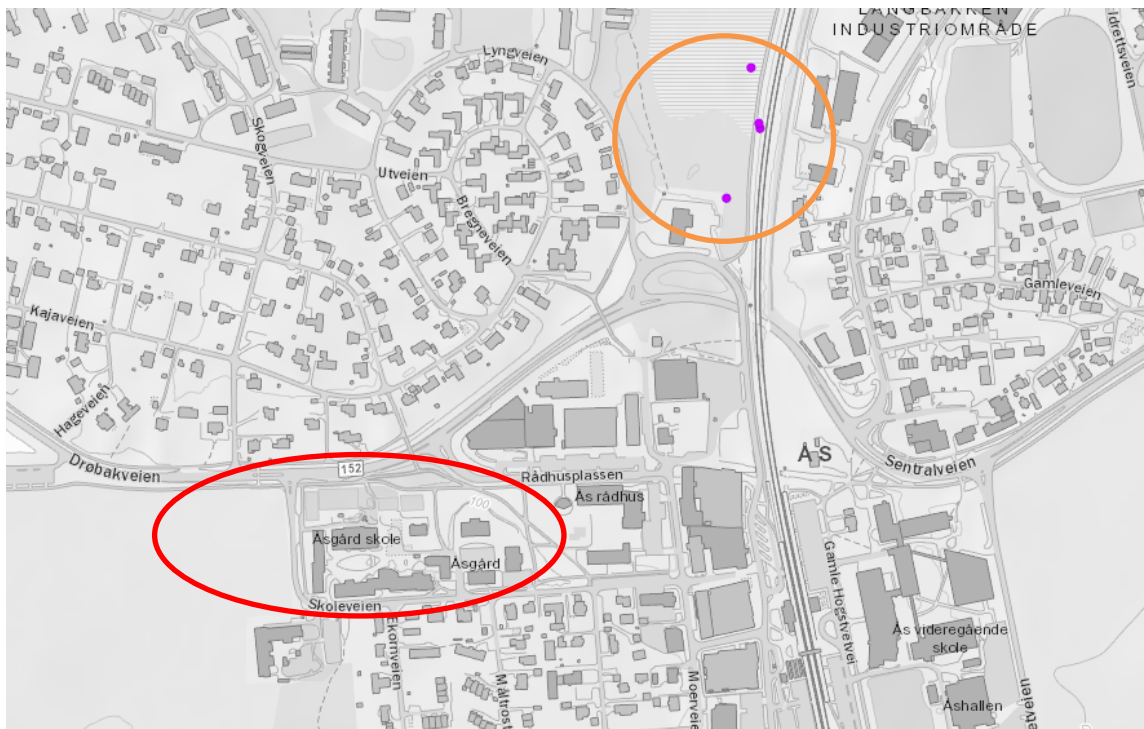 LANGBAKKEN
INDUSTRIOMRÅDE
Idrettsveien
Lyngveien
Skogveien
Utveien
Bregneveien
Gamleveien
Kajaveien
Hageveien
Drøbakveien
152
Sentralveien
ÅS
Rådhusplassen
Ås rådhus
100
Åsgård skole
Åsgård
Skoleveien
Ekornveien
Måltrost
Moerveien
Gamle Hogstvetvei
Ås videregående
skole
Åshallen
etveien